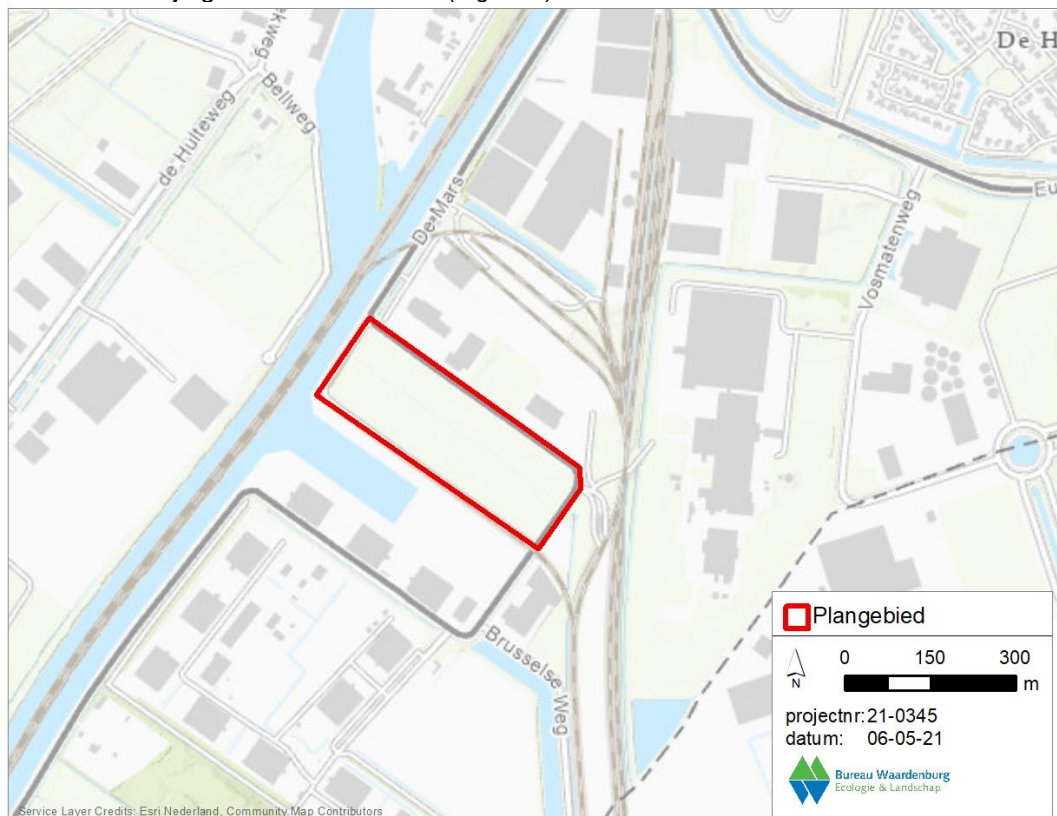 De H
ekweg
Bellweg
de Hulteweg
De Mars
Vosmatenweg
Eu
Brusselse Weg
Plangebied
0 150 300
m
N
projectnr: 21-0345
datum: 06-05-21
Bureau Waardenburg
Ecologie & Landschap
Service Layer Credits: Esri Nederland, Community Map Contributors